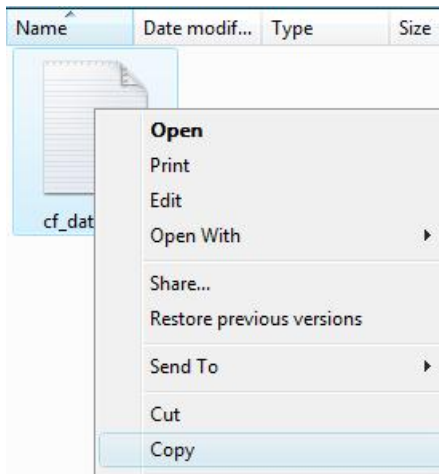 Name Date modif... Type Size
Open
Print
Edit
cf_dat
Open With
Share...
Restore previous versions
Send To
Cut
Copy